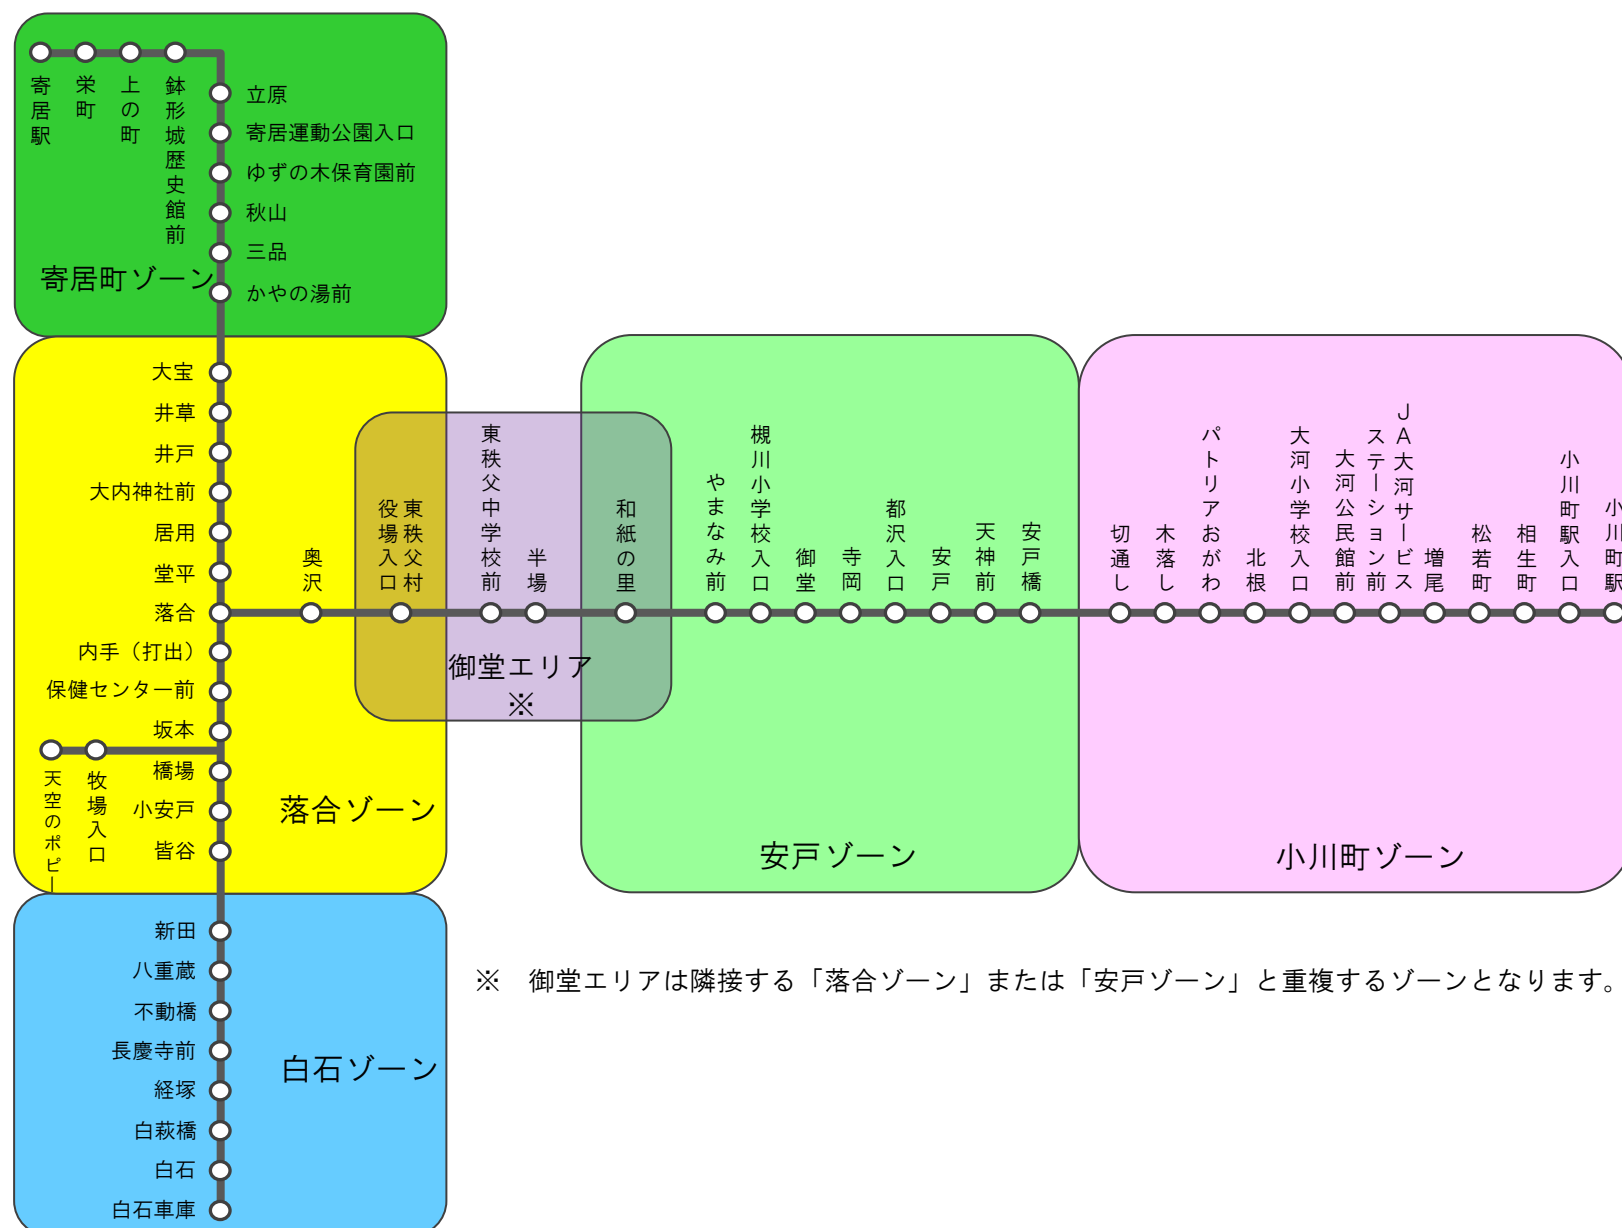 寄居駅
栄町
上の町
鉢形城歴史館前
立原
寄居運動公園入口
ゆずの木保育園前
秋山
三品
かやの湯前
寄居町ゾーン
大宝
井草
井戸
大内神社前
居用
堂平
落合
内手（打出）
保健センター前
坂本
橋場
小安戸
皆谷
天空のポピー
牧場入口
落合ゾーン
奥沢
東秩父村
役場入口
東秩父中学校前
半場
和紙の里
御堂エリア
※
やまなみ前
槻川小学校入口
御堂
寺岡
都沢入口
安戸
天神前
安戸橋
安戸ゾーン
切通し
木落し
パトリアおがわ
北根
大河小学校入口
大河公民館前
ＪＡ大河サービス
ステーション前
増尾
松若町
相生町
小川町駅入口
小川町駅
小川町ゾーン
新田
八重蔵
不動橋
長慶寺前
経塚
白萩橋
白石
白石車庫
白石ゾーン
※　御堂エリアは隣接する「落合ゾーン」または「安戸ゾーン」と重複するゾーンとなります。